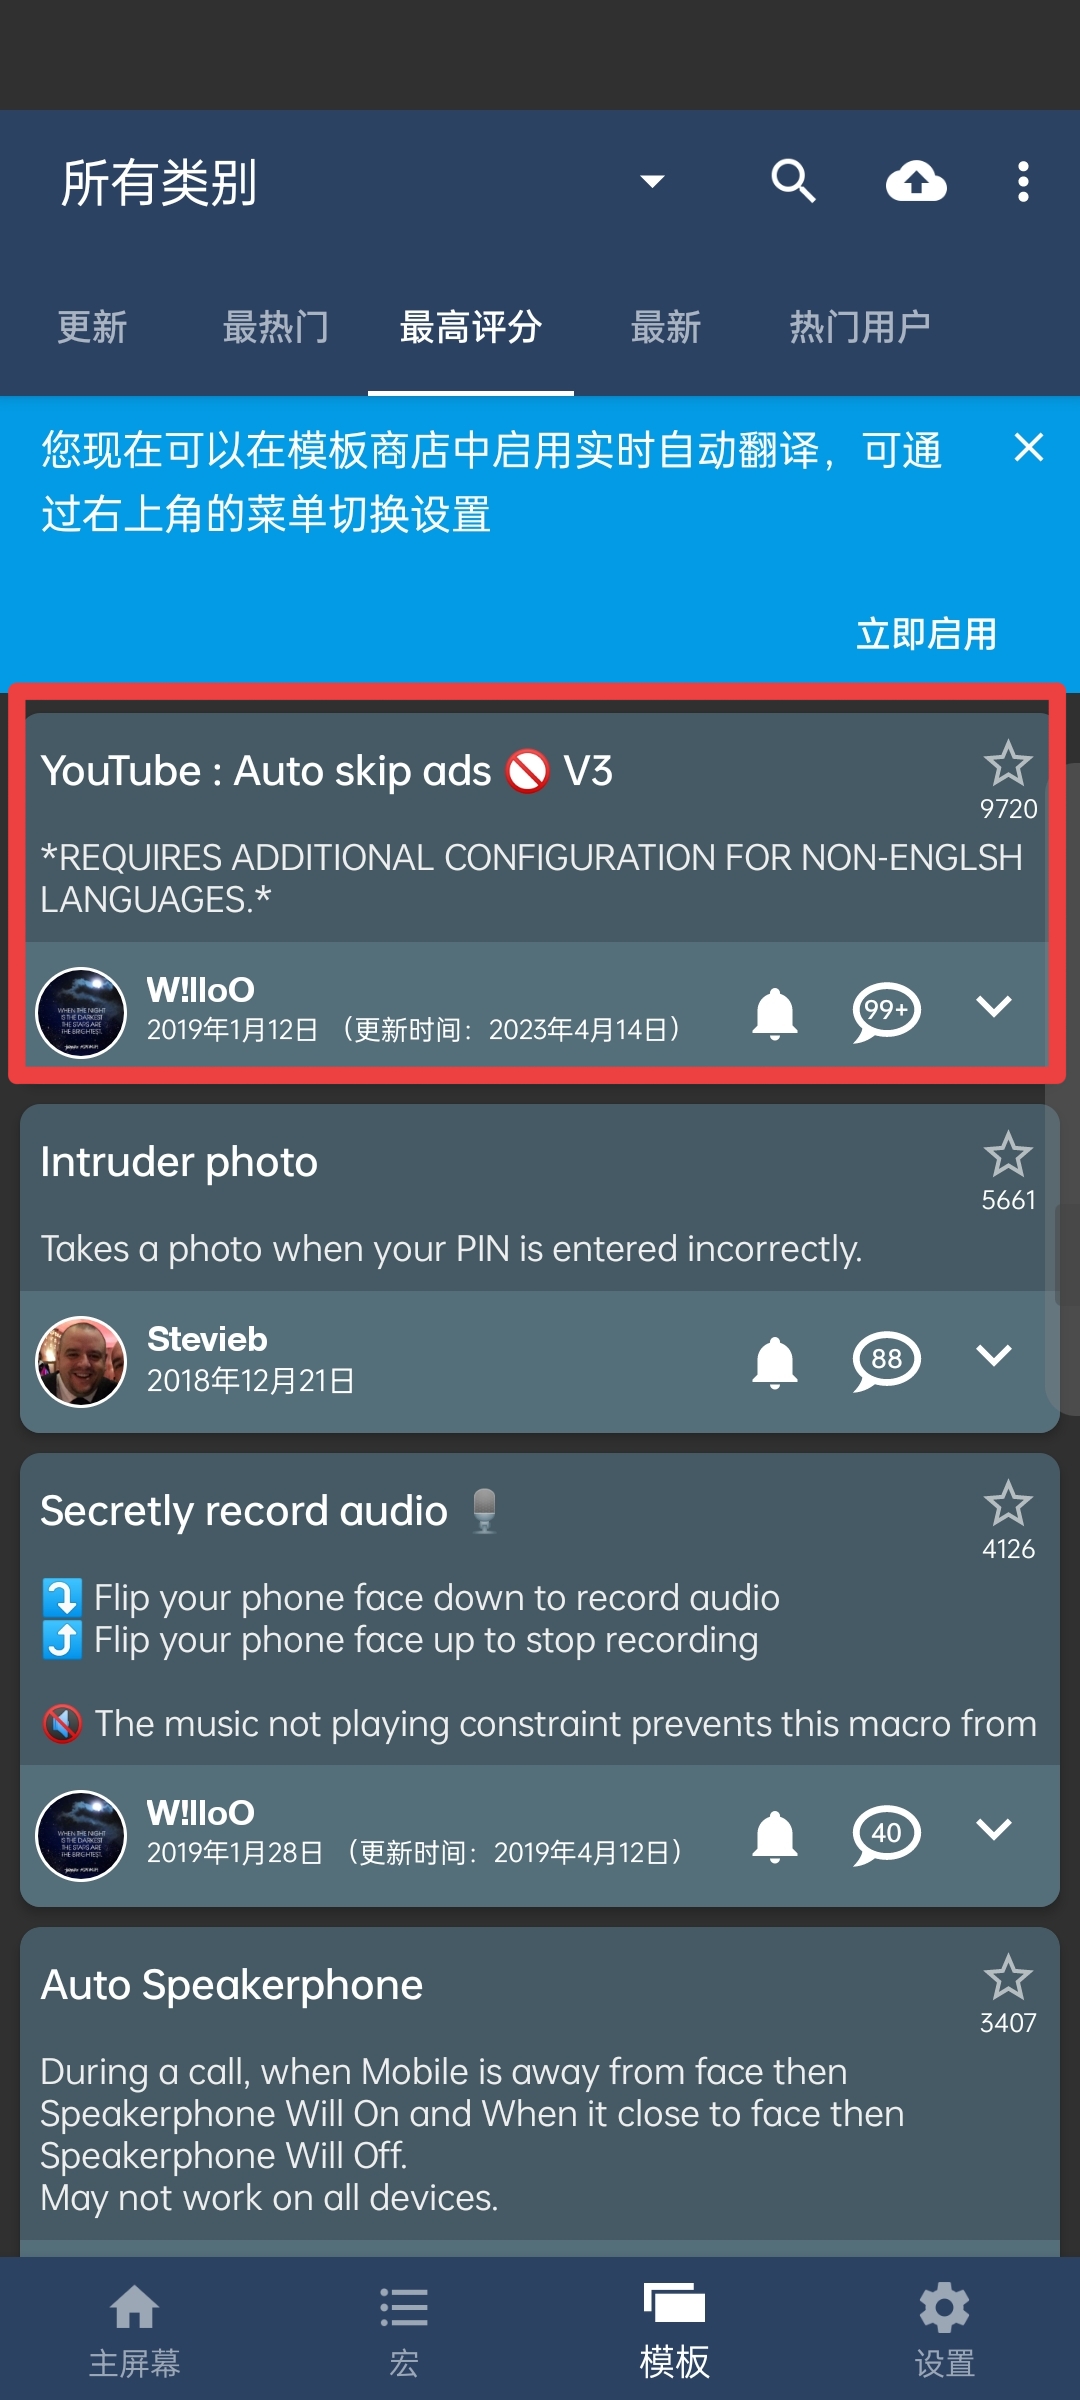 所有类别
更新 最热门 最高评分 最新 热门用户
您现在可以在模板商店中启用实时自动翻译，可通
过右上角的菜单切换设置
立即启用
YouTube : Auto skip ads 🚫 V3
9720
*REQUIRES ADDITIONAL CONFIGURATION FOR NON-ENGLSH
LANGUAGES.*
W!lloO
2019年1月12日 （更新时间：2023年4月14日）
99+
Intruder photo
5661
Takes a photo when your PIN is entered incorrectly.
Stevieb
2018年12月21日
88
Secretly record audio 🎙️
4126
⤵️ Flip your phone face down to record audio
⤴️ Flip your phone face up to stop recording
🔇 The music not playing constraint prevents this macro from
W!lloO
2019年1月28日 （更新时间：2019年4月12日）
40
Auto Speakerphone
3407
During a call, when Mobile is away from face then
Speakerphone Will On and When it close to face then
Speakerphone Will Off.
May not work on all devices.
主屏幕 宏 模板 设置